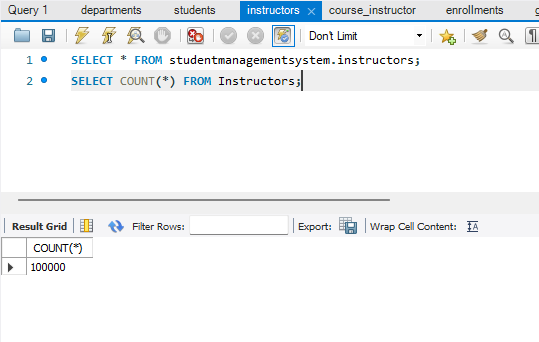 Query 1 departments students instructors course_instructor enrollments
Don't Limit
1 SELECT * FROM studentmanagementsystem.instructors;
2 SELECT COUNT(*) FROM Instructors;
Result Grid Filter Rows: Export: Wrap Cell Content:
COUNT(*)
100000